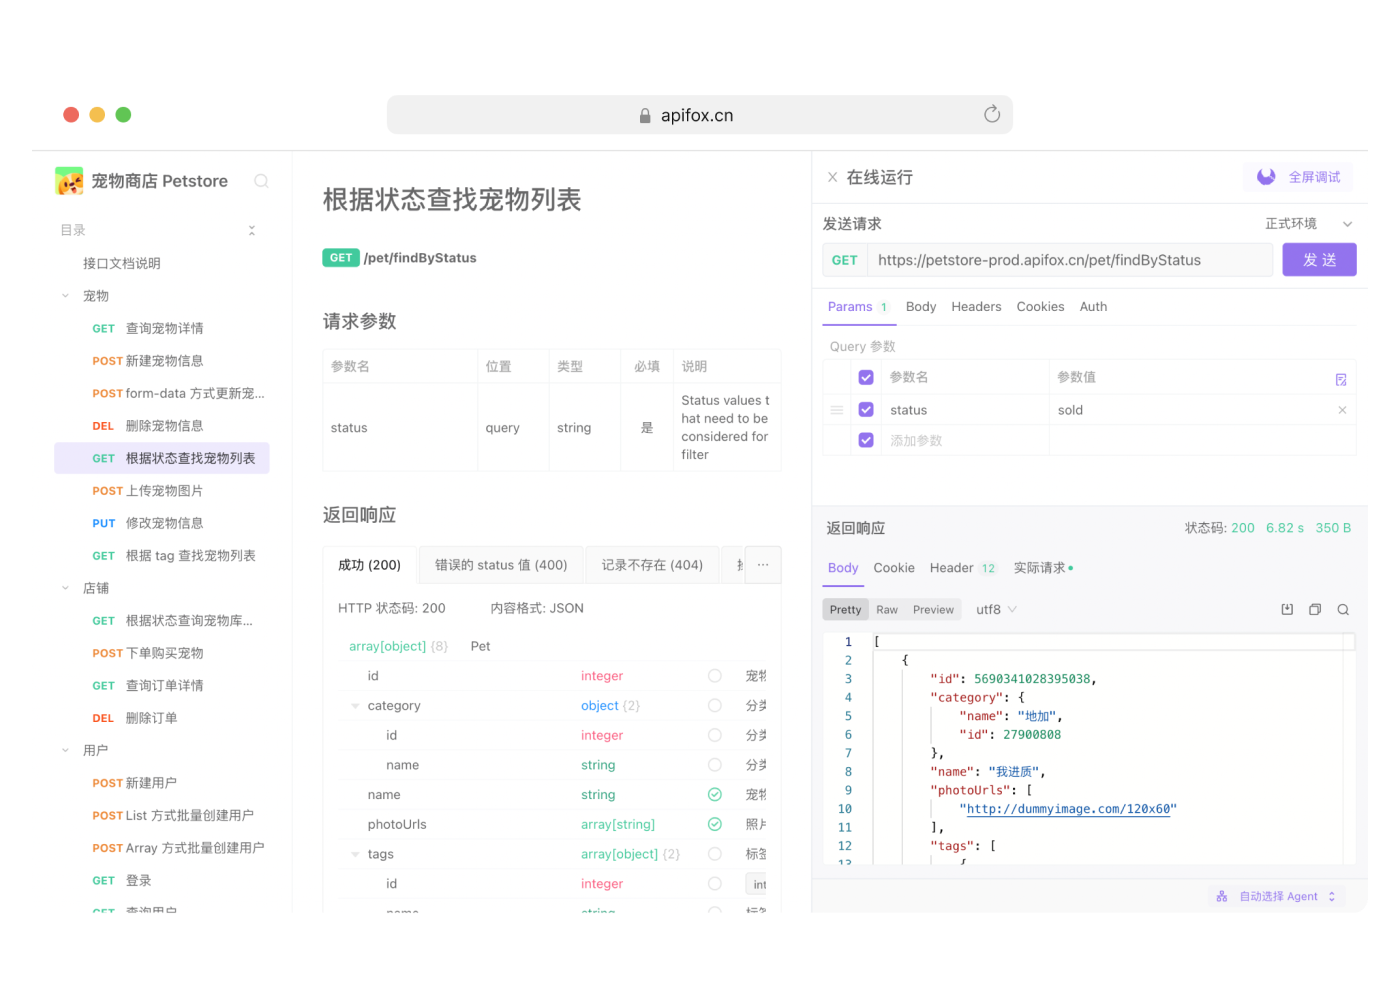 apifox.cn
宠物商店 Petstore
目录
接口文档说明
宠物
GET 查询宠物详情
POST 新建宠物信息
POST form-data 方式更新宠...
DEL 删除宠物信息
GET 根据状态查找宠物列表
POST 上传宠物图片
PUT 修改宠物信息
GET 根据 tag 查找宠物列表
店铺
GET 根据状态查询宠物库...
POST 下单购买宠物
GET 查询订单详情
DEL 删除订单
用户
POST 新建用户
POST List 方式批量创建用户
POST Array 方式批量创建用户
GET 登录
GET 查询用户
根据状态查找宠物列表
GET /pet/findByStatus
请求参数
参数名 位置 类型 必填 说明
status query string 是 Status values t
hat need to be
considered for
filter
返回响应
成功 (200) 错误的 status 值 (400) 记录不存在 (404) ...
HTTP 状态码: 200 内容格式: JSON
array[object] {8} Pet
id integer 宠物
category object {2} 分类
id integer 分类
name string 分类
name string 宠物
photoUrls array[string] 照片
tags array[object] {2} 标签
id integer int
name string 标签
在线运行
全屏调试
发送请求
正式环境
GET https://petstore-prod.apifox.cn/pet/findByStatus 发 送
Params 1 Body Headers Cookies Auth
Query 参数
参数名 参数值
status sold
添加参数
返回响应
状态码: 200 6.82 s 350 B
Body Cookie Header 12 实际请求
Pretty Raw Preview utf8
1 [
2 {
3 "id": 5690341028395038,
4 "category": {
5 "name": "地加",
6 "id": 27900808
7 },
8 "name": "我进质",
9 "photoUrls": [
10 "http://dummyimage.com/120x60"
11 ],
12 "tags": [
13 {
自动选择 Agent